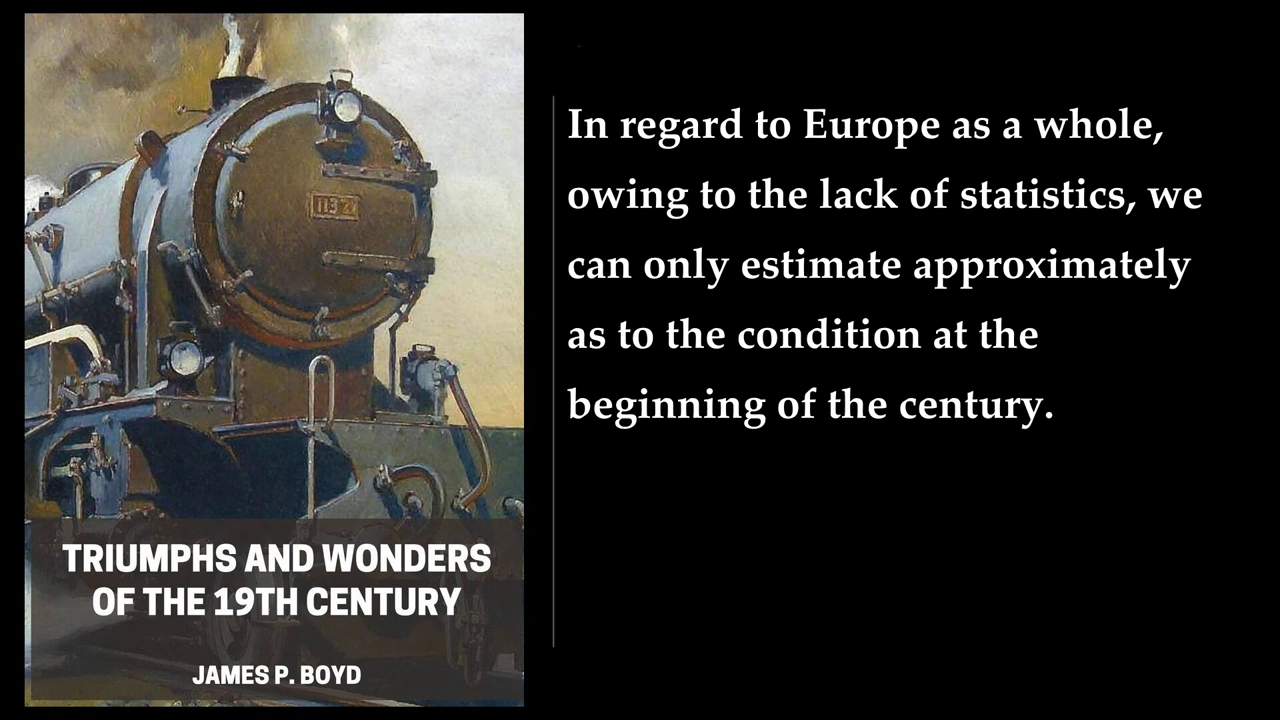 In regard to Europe as a whole,
owing to the lack of statistics, we
can only estimate approximately
as to the condition at the
beginning of the century.
TRIUMPHS AND WONDERS
OF THE 19TH CENTURY
JAMES P. BOYD